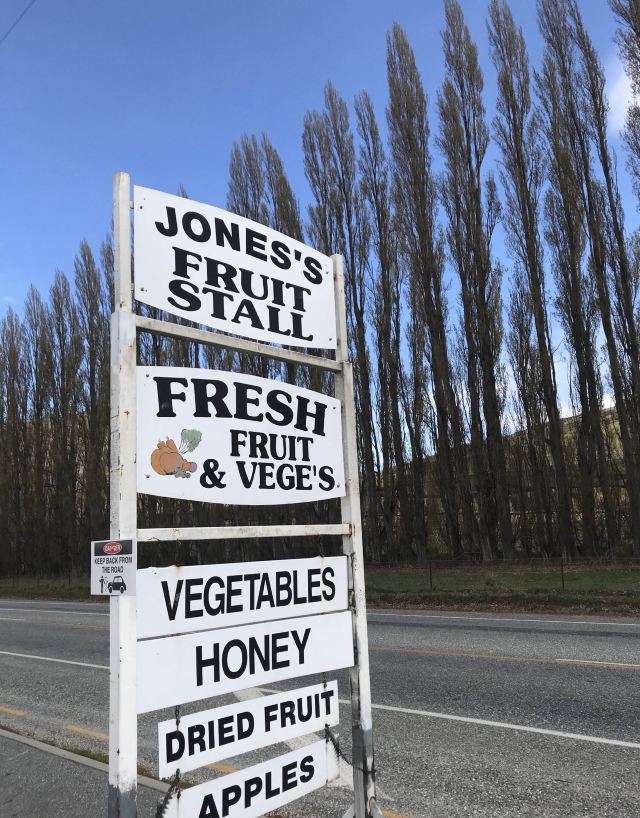 JONES'S
FRUIT
STALL
FRESH
FRUIT
& VEGE'S
DANGER
KEEP BACK FROM
THE ROAD
VEGETABLES
HONEY
DRIED FRUIT
APPLES